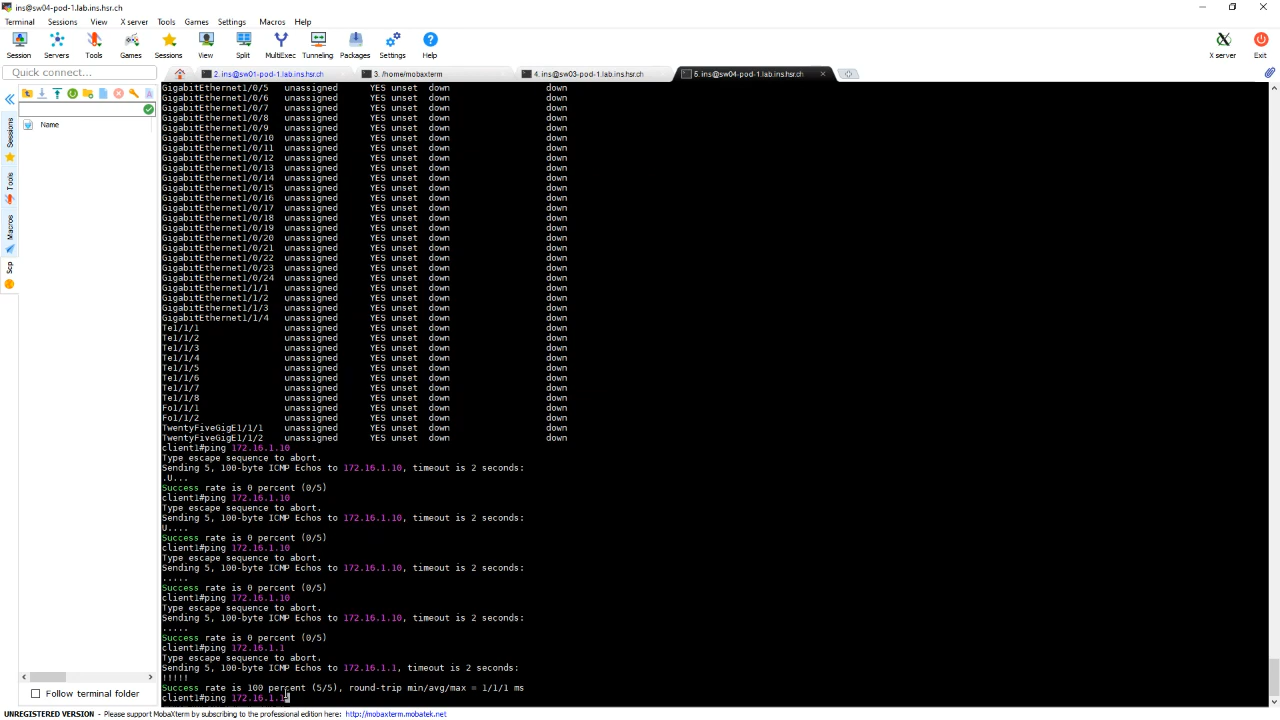 ins@sw04-pod-1.lab.ins.hsr.ch
Terminal Sessions View X server Tools Games Settings Macros Help
Session Servers Tools Games Sessions View Split MultiExec Tunneling Packages Settings Help X server Exit
Quick connect...
2. ins@sw01-pod-1.lab.ins.hsr.ch
3. /home/mobaxterm
4. ins@sw03-pod-1.lab.ins.hsr.ch
5. ins@sw04-pod-1.lab.ins.hsr.ch
Name
Sessions
Tools
Macros
Scp
GigabitEthernet1/0/5 unassigned YES unset down down
GigabitEthernet1/0/6 unassigned YES unset down down
GigabitEthernet1/0/7 unassigned YES unset down down
GigabitEthernet1/0/8 unassigned YES unset down down
GigabitEthernet1/0/9 unassigned YES unset down down
GigabitEthernet1/0/10 unassigned YES unset down down
GigabitEthernet1/0/11 unassigned YES unset down down
GigabitEthernet1/0/12 unassigned YES unset down down
GigabitEthernet1/0/13 unassigned YES unset down down
GigabitEthernet1/0/14 unassigned YES unset down down
GigabitEthernet1/0/15 unassigned YES unset down down
GigabitEthernet1/0/16 unassigned YES unset down down
GigabitEthernet1/0/17 unassigned YES unset down down
GigabitEthernet1/0/18 unassigned YES unset down down
GigabitEthernet1/0/19 unassigned YES unset down down
GigabitEthernet1/0/20 unassigned YES unset down down
GigabitEthernet1/0/21 unassigned YES unset down down
GigabitEthernet1/0/22 unassigned YES unset down down
GigabitEthernet1/0/23 unassigned YES unset down down
GigabitEthernet1/0/24 unassigned YES unset down down
GigabitEthernet1/1/1 unassigned YES unset down down
GigabitEthernet1/1/2 unassigned YES unset down down
GigabitEthernet1/1/3 unassigned YES unset down down
GigabitEthernet1/1/4 unassigned YES unset down down
Te1/1/1 unassigned YES unset down down
Te1/1/2 unassigned YES unset down down
Te1/1/3 unassigned YES unset down down
Te1/1/4 unassigned YES unset down down
Te1/1/5 unassigned YES unset down down
Te1/1/6 unassigned YES unset down down
Te1/1/7 unassigned YES unset down down
Te1/1/8 unassigned YES unset down down
Fo1/1/1 unassigned YES unset down down
Fo1/1/2 unassigned YES unset down down
TwentyFiveGigE1/1/1 unassigned YES unset down down
TwentyFiveGigE1/1/2 unassigned YES unset down down
client1#ping 172.16.1.10
Type escape sequence to abort.
Sending 5, 100-byte ICMP Echos to 172.16.1.10, timeout is 2 seconds:
.U...
Success rate is 0 percent (0/5)
client1#ping 172.16.1.10
Type escape sequence to abort.
Sending 5, 100-byte ICMP Echos to 172.16.1.10, timeout is 2 seconds:
U....
Success rate is 0 percent (0/5)
client1#ping 172.16.1.10
Type escape sequence to abort.
Sending 5, 100-byte ICMP Echos to 172.16.1.10, timeout is 2 seconds:
.....
Success rate is 0 percent (0/5)
client1#ping 172.16.1.10
Type escape sequence to abort.
Sending 5, 100-byte ICMP Echos to 172.16.1.10, timeout is 2 seconds:
.....
Success rate is 0 percent (0/5)
client1#ping 172.16.1.1
Type escape sequence to abort.
Sending 5, 100-byte ICMP Echos to 172.16.1.1, timeout is 2 seconds:
!!!!!
Success rate is 100 percent (5/5), round-trip min/avg/max = 1/1/1 ms
client1#ping 172.16.1.1
Follow terminal folder
UNREGISTERED VERSION - Please support MobaXterm by subscribing to the professional edition here: http://mobaxterm.mobatek.net